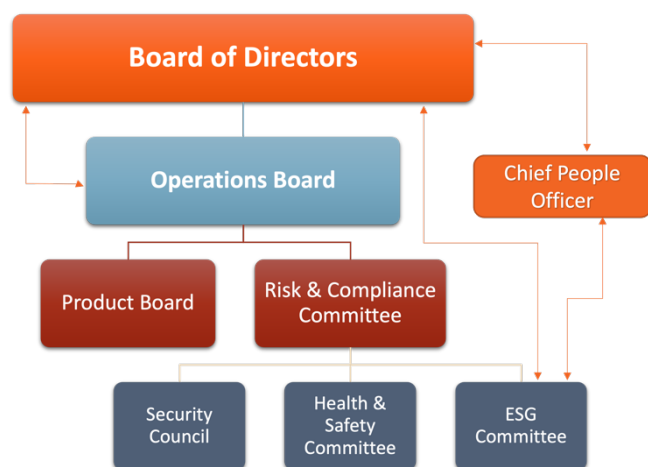 Board of Directors
Operations Board
Chief People
Officer
Product Board
Risk & Compliance
Committee
Security
Council
Health &
Safety
Committee
ESG
Committee